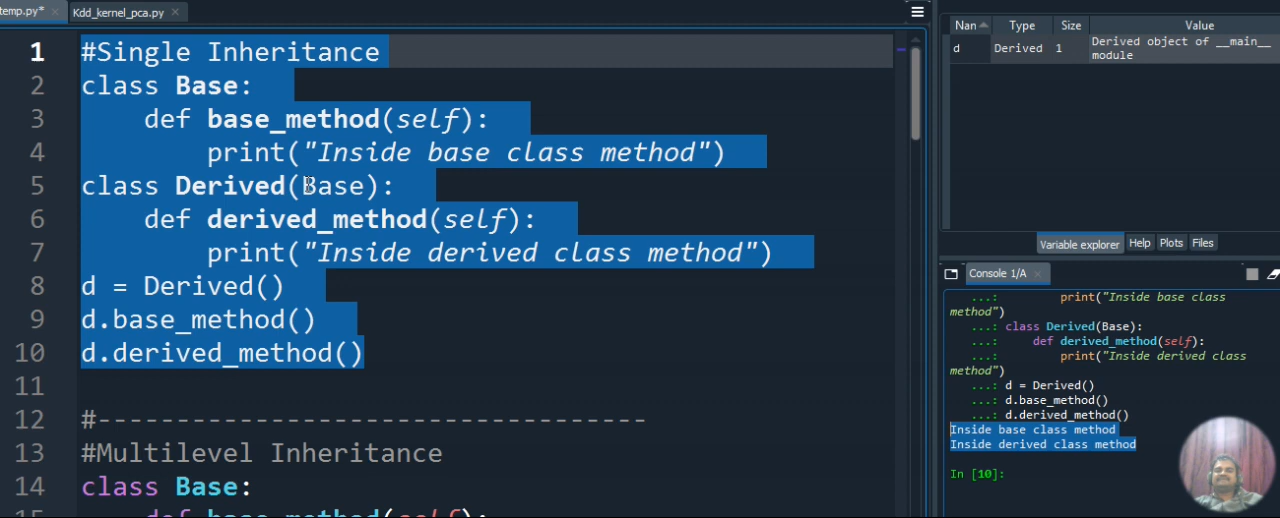 temp.py*
Kdd_kernel_pca.py
1 #Single Inheritance
2 class Base:
3 def base_method(self):
4 print("Inside base class method")
5 class Derived(Base):
6 def derived_method(self):
7 print("Inside derived class method")
8 d = Derived()
9 d.base_method()
10 d.derived_method()
11
12 #-----------------------------------
13 #Multilevel Inheritance
14 class Base:
def base_method(self):
Nan Type Size Value
d Derived 1 Derived object of __main__
module
Variable explorer Help Plots Files
Console 1/A
...: print("Inside base class
method")
...: class Derived(Base):
...: def derived_method(self):
...: print("Inside derived class
method")
...: d = Derived()
...: d.base_method()
...: d.derived_method()
Inside base class method
Inside derived class method
In [10]: